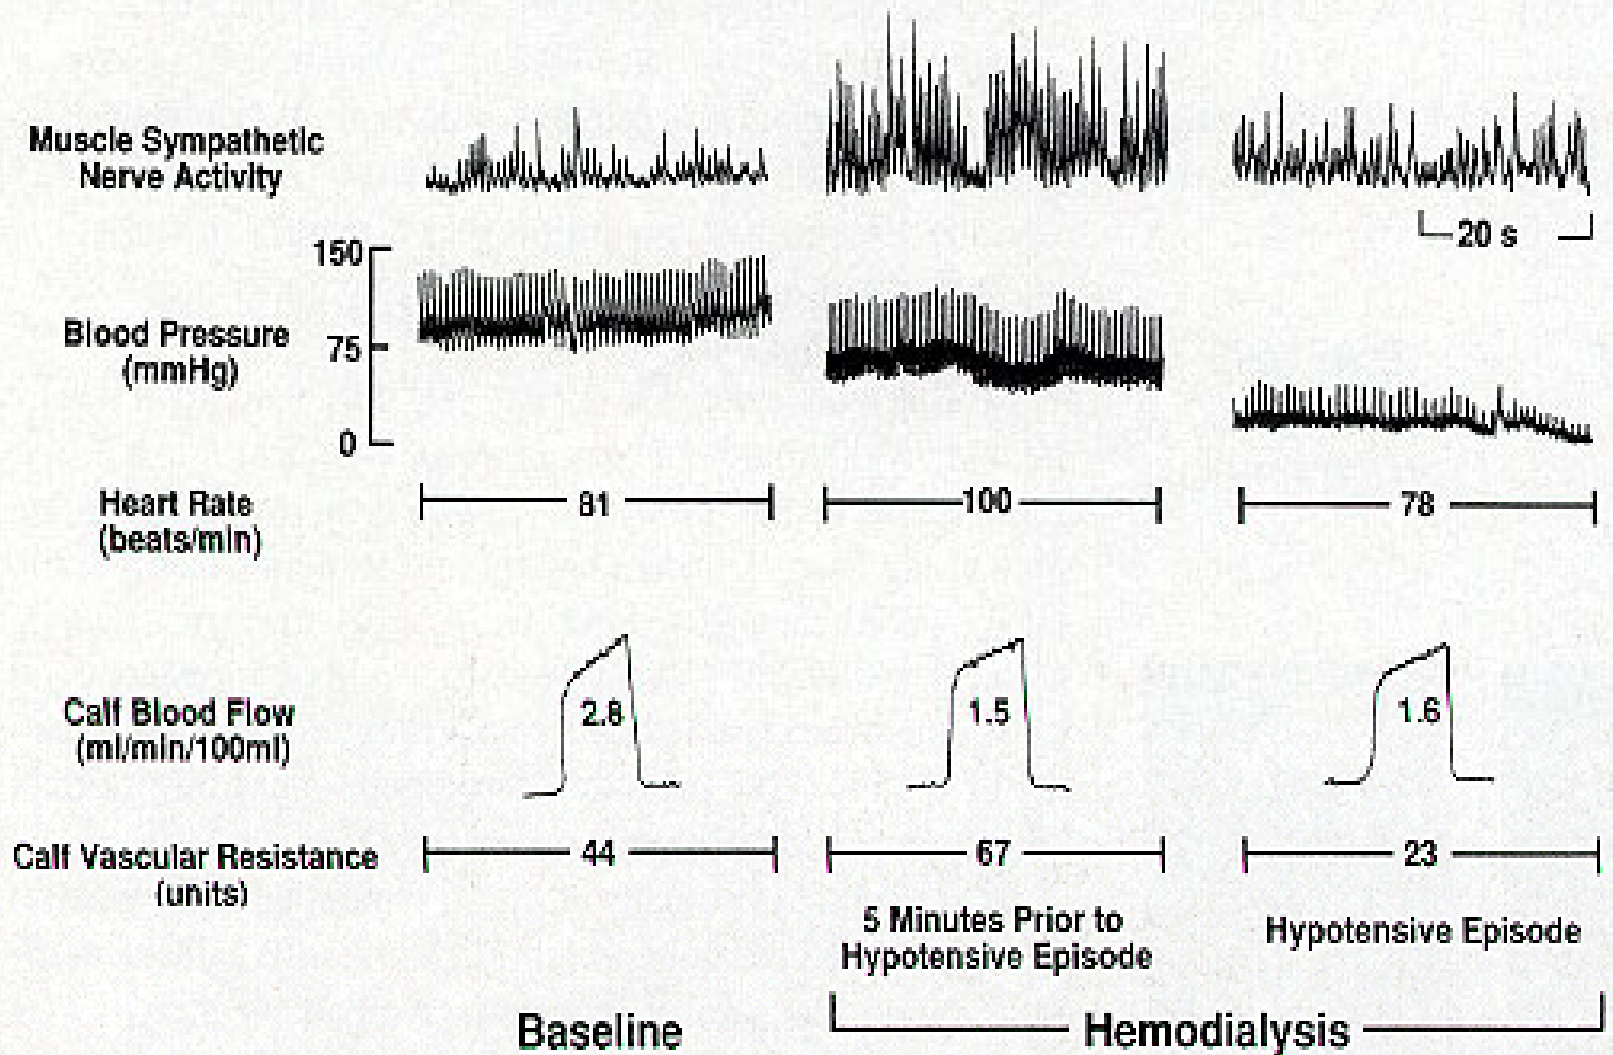 Muscle Sympathetic
Nerve Activity
20 s
150
75
0
Blood Pressure
(mmHg)
Heart Rate
(beats/min)
81
100
78
Calf Blood Flow
(ml/min/100ml)
2.8
1.5
1.6
Calf Vascular Resistance
(units)
44
67
23
5 Minutes Prior to
Hypotensive Episode
Hypotensive Episode
Baseline
Hemodialysis